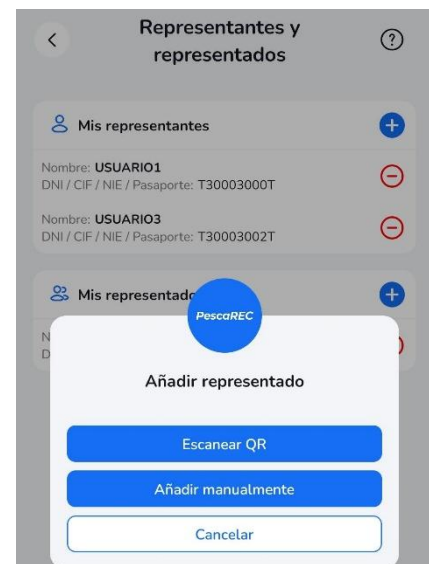 Representantes y
representados
Mis representantes
Nombre: USUARIO1
DNI / CIF / NIE / Pasaporte: T30003000T
Nombre: USUARIO3
DNI / CIF / NIE / Pasaporte: T30003002T
Mis representad
PescaREC
Añadir representado
Escanear QR
Añadir manualmente
Cancelar